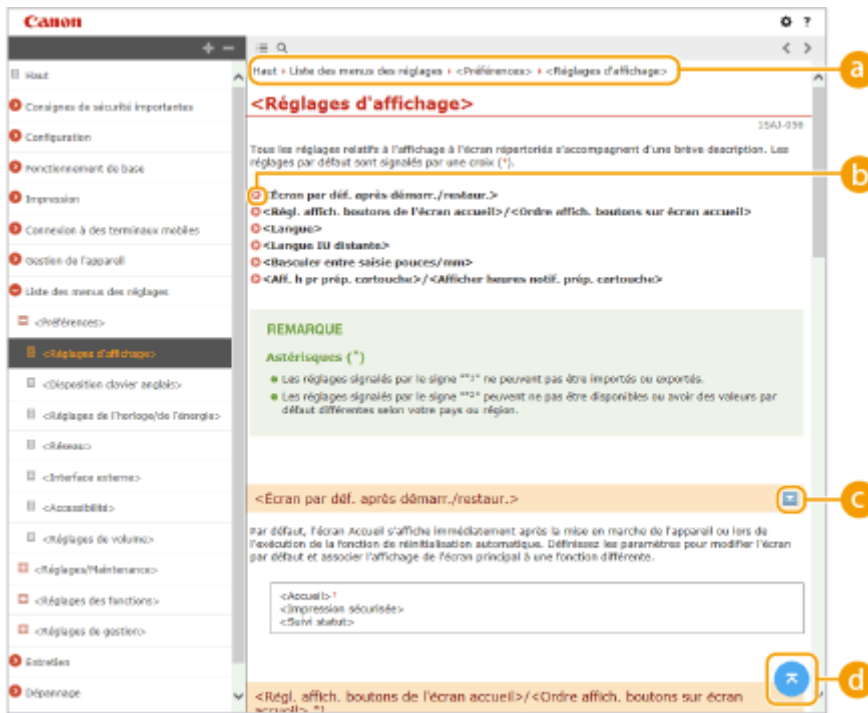 Canon
?
+ −
< >
Haut
Consignes de sécurité importantes
Configuration
Fonctionnement de base
Impression
Connexion à des terminaux mobiles
Gestion de l'appareil
Liste des menus des réglages
<Préférences>
<Réglages d'affichage>
<Disposition clavier anglais>
<Réglages de l'horloge/de l'énergie>
<Réseau>
<Interface externe>
<Accessibilité>
<Réglages de volume>
<Réglages/Maintenance>
<Réglages des fonctions>
<Réglages de gestion>
Entretien
Dépannage
Haut > Liste des menus des réglages > <Préférences> > <Réglages d'affichage>
a
<Réglages d'affichage>
15AJ-036
Tous les réglages relatifs à l'affichage à l'écran répertoriés s'accompagnent d'une brève description. Les
réglages par défaut sont signalés par une croix (*).
b
<Écran par déf. après démarr./restaur.>
<Régl. affich. boutons de l'écran accueil>/<Ordre affich. boutons sur écran accueil>
<Langue>
<Langue IU distante>
<Basculer entre saisie pouces/mm>
<Aff. h pr prép. cartouche>/<Afficher heures notif. prép. cartouche>
REMARQUE
Astérisques (*)
Les réglages signalés par le signe "*1" ne peuvent pas être importés ou exportés.
Les réglages signalés par le signe "*2" peuvent ne pas être disponibles ou avoir des valeurs par
défaut différentes selon votre pays ou région.
<Écran par déf. après démarr./restaur.>
c
Par défaut, l'écran Accueil s'affiche immédiatement après la mise en marche de l'appareil ou lors de
l'exécution de la fonction de réinitialisation automatique. Définissez les paramètres pour modifier l'écran
par défaut et associer l'affichage de l'écran principal à une fonction différente.
<Accueil>†
<Impression sécurisée>
<Suivi statut>
d
<Régl. affich. boutons de l'écran accueil>/<Ordre affich. boutons sur écran
accueil> *1